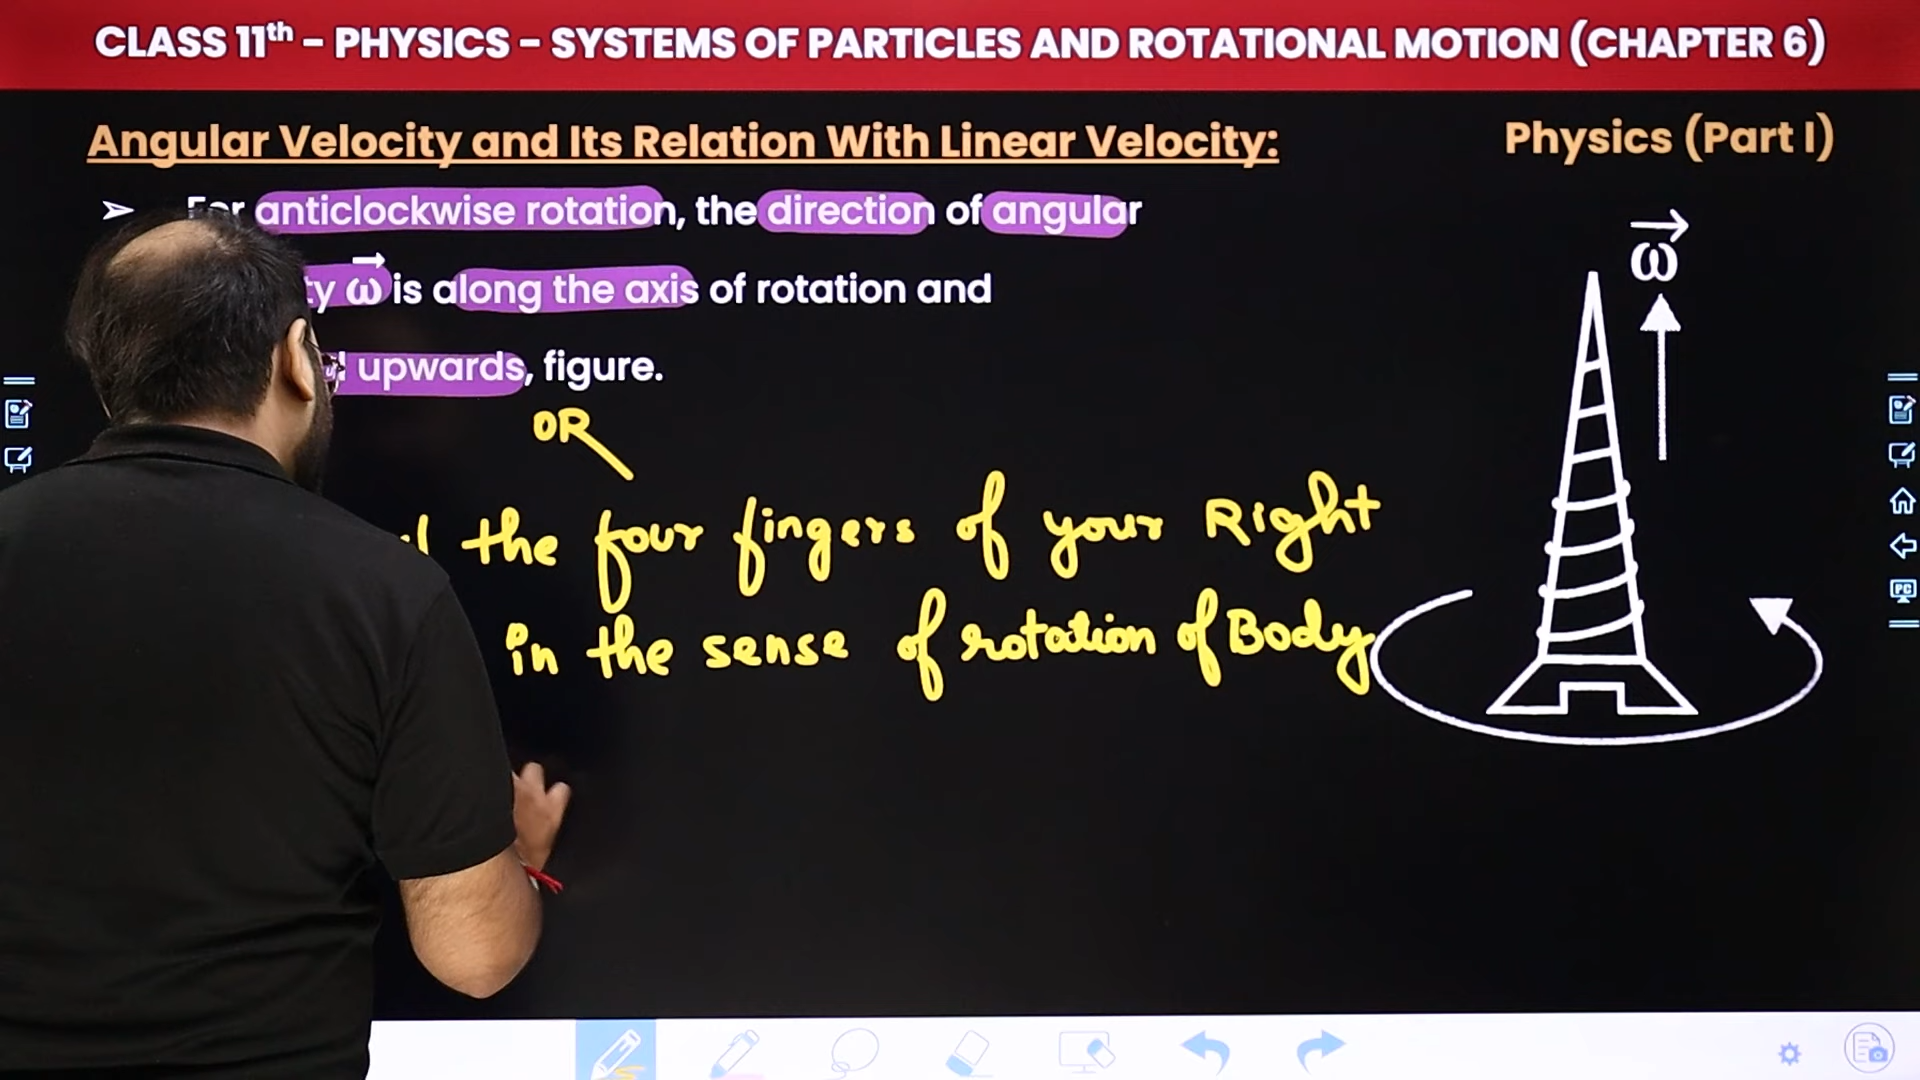 CLASS 11th - PHYSICS - SYSTEMS OF PARTICLES AND ROTATIONAL MOTION (CHAPTER 6)
Angular Velocity and Its Relation With Linear Velocity:
Physics (Part I)
➢ For anticlockwise rotation, the direction of angular
ω⃗ is along the axis of rotation and
upwards, figure.
OR
the four fingers of your Right
in the sense of rotation of Body
ω⃗
PC